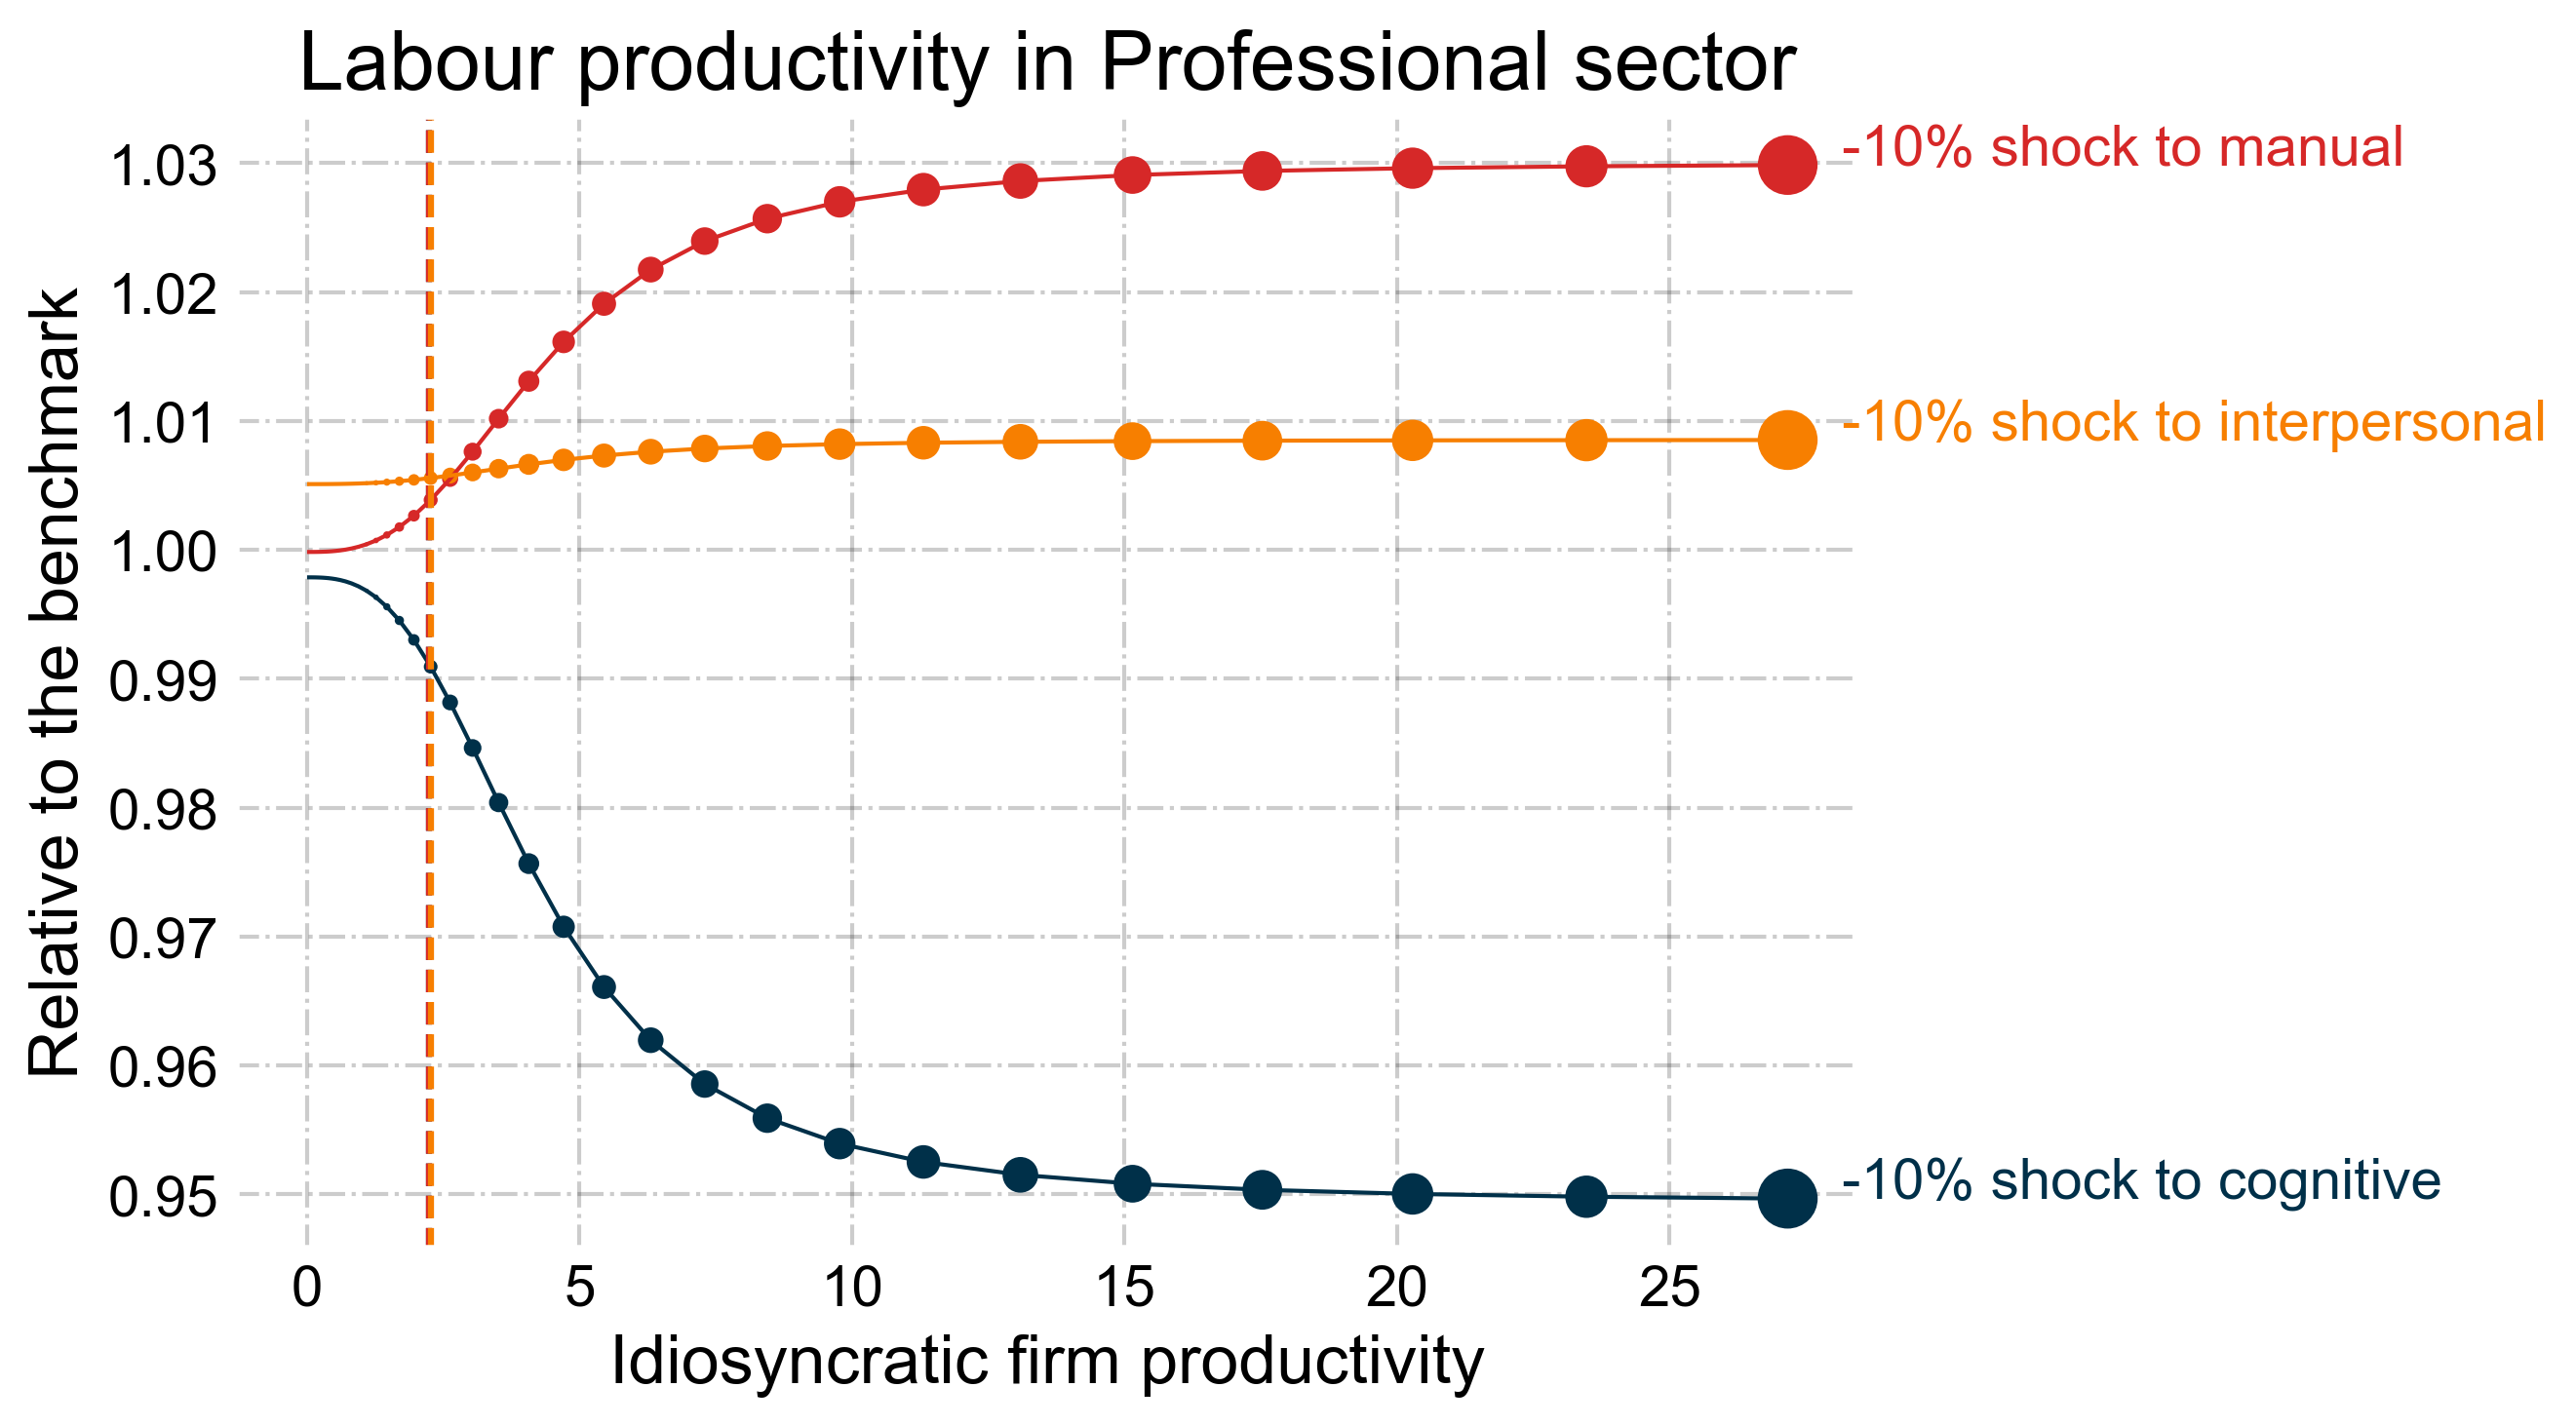 Labour productivity in Professional sector
Relative to the benchmark
1.03
1.02
1.01
1.00
0.99
0.98
0.97
0.96
0.95
-10% shock to manual
-10% shock to interpersonal
-10% shock to cognitive
0 5 10 15 20 25
Idiosyncratic firm productivity